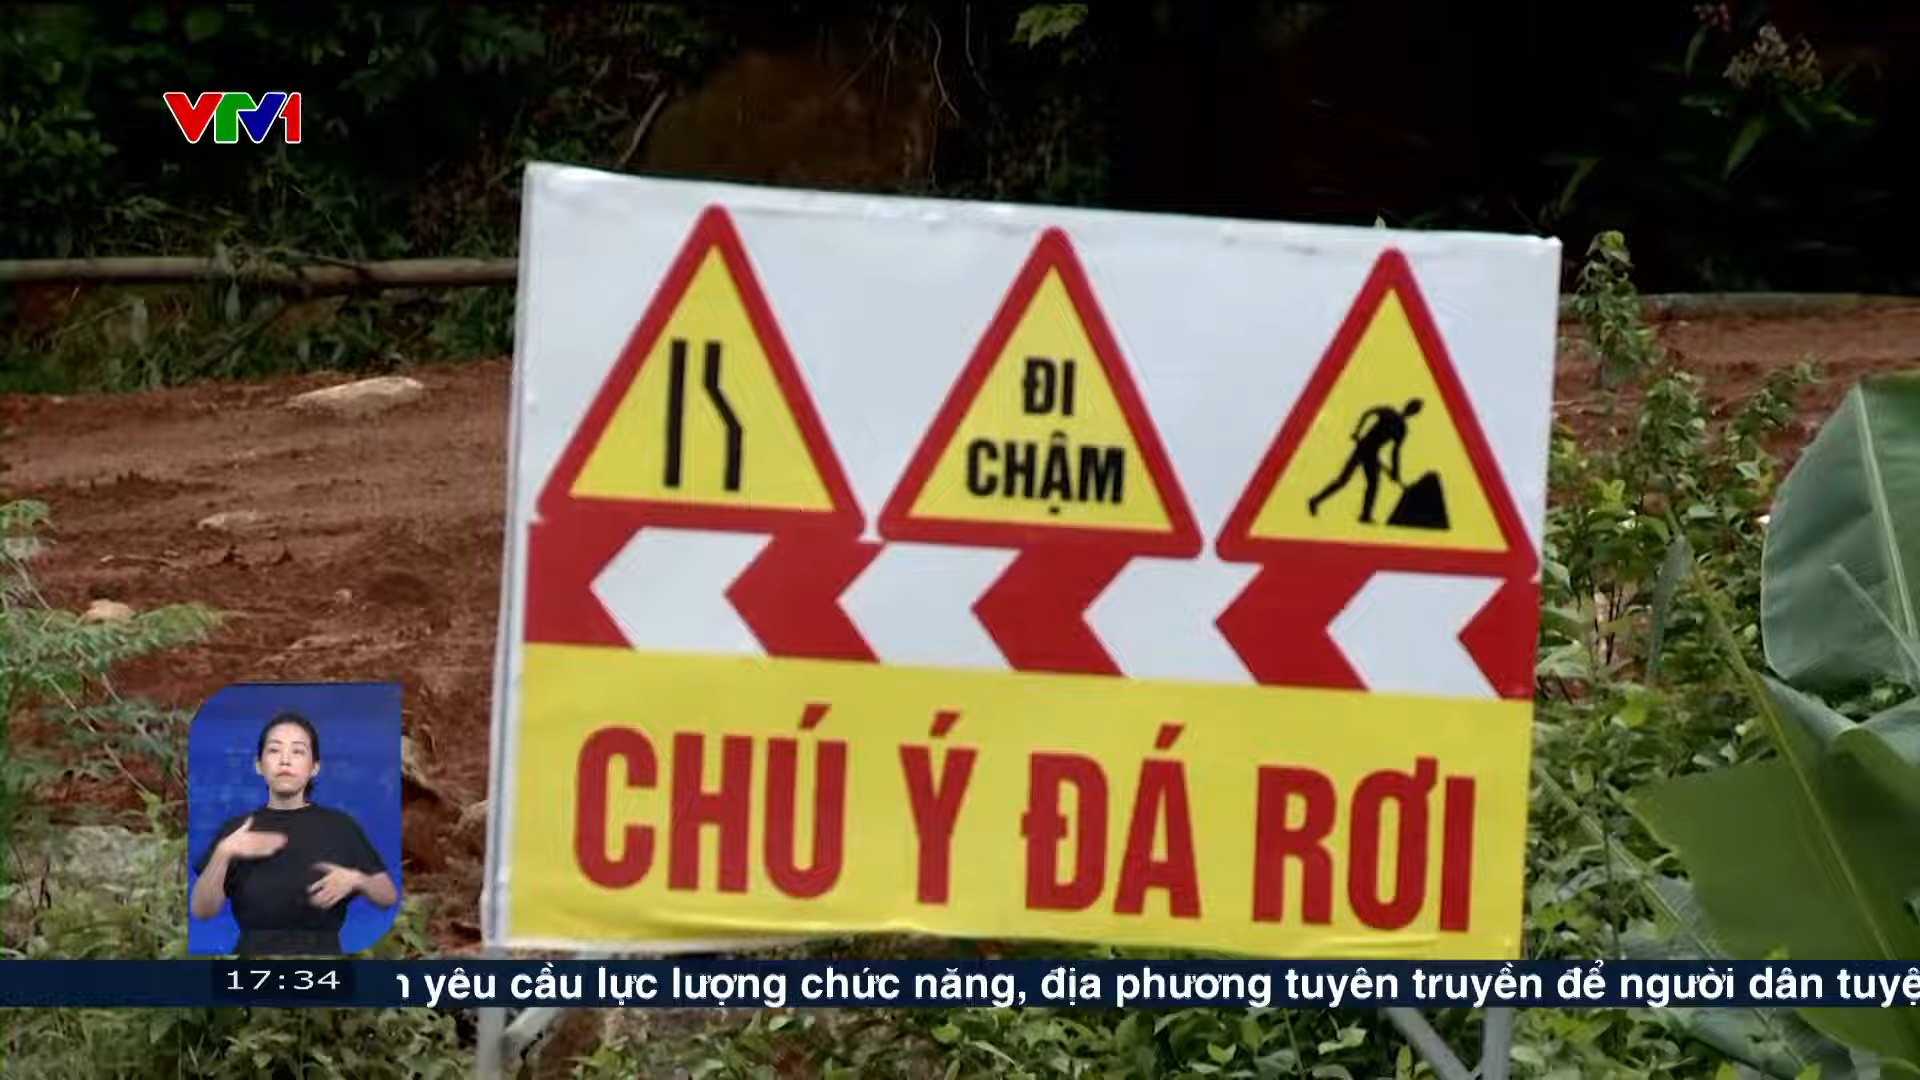 VTV1
ĐI
CHẬM
CHÚ Ý ĐÁ RƠI
17:34
yêu cầu lực lượng chức năng, địa phương tuyên truyền để người dân